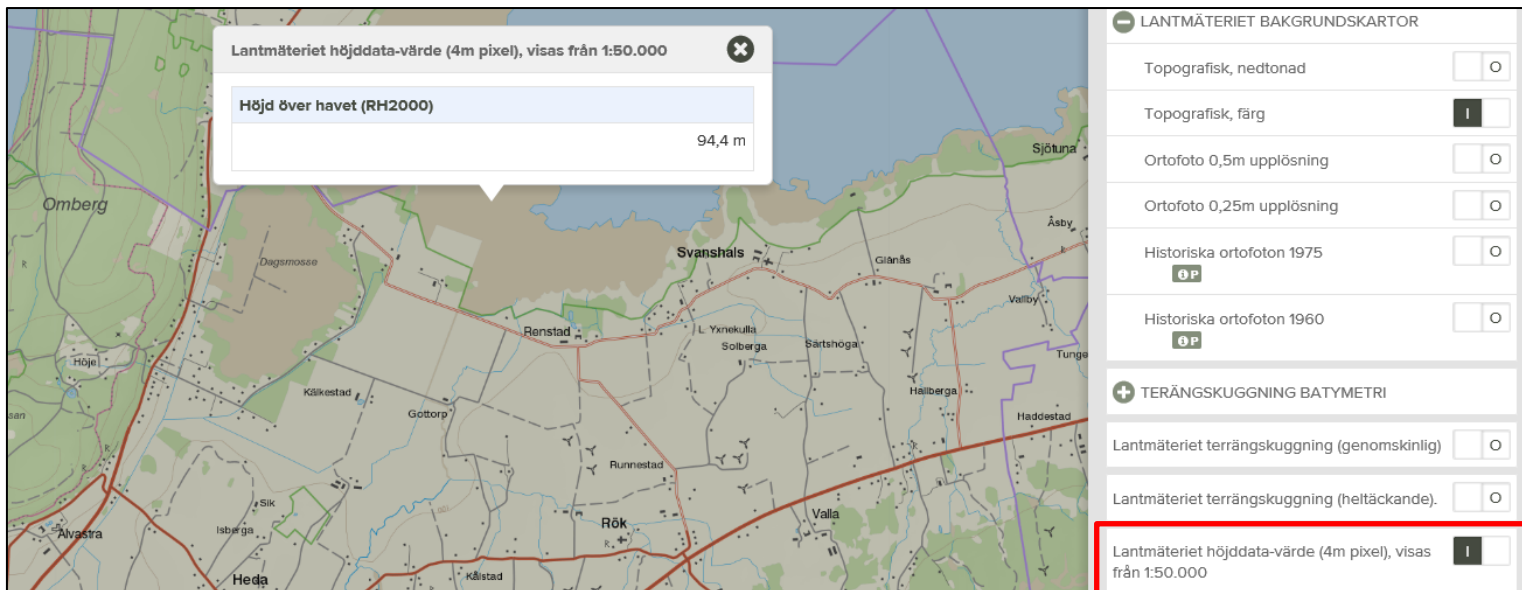 Lantmäteriet höjddata-värde (4m pixel), visas från 1:50.000
Höjd över havet (RH2000)
94,4 m
Omberg
Dagsmosse
Sjötuna
Åsby
Svanshals
Glänås
Vallby
Renstad
L Yxnekulla
Solberga
Särtshöga
Tunge
Höje
Kälkestad
Gottorp
Hallberga
Haddestad
san
Runnestad
Sik
Isberga
Alvastra
Rök
Valla
Heda
Kålstad
R
R
R
R
LANTMÄTERIET BAKGRUNDSKARTOR
Topografisk, nedtonad
O
Topografisk, färg
I
Ortofoto 0,5m upplösning
O
Ortofoto 0,25m upplösning
O
Historiska ortofoton 1975
O
i P
Historiska ortofoton 1960
O
i P
TERÄNGSKUGGNING BATYMETRI
Lantmäteriet terrängskuggning (genomskinlig)
O
Lantmäteriet terrängskuggning (heltäckande).
O
Lantmäteriet höjddata-värde (4m pixel), visas
från 1:50.000
I